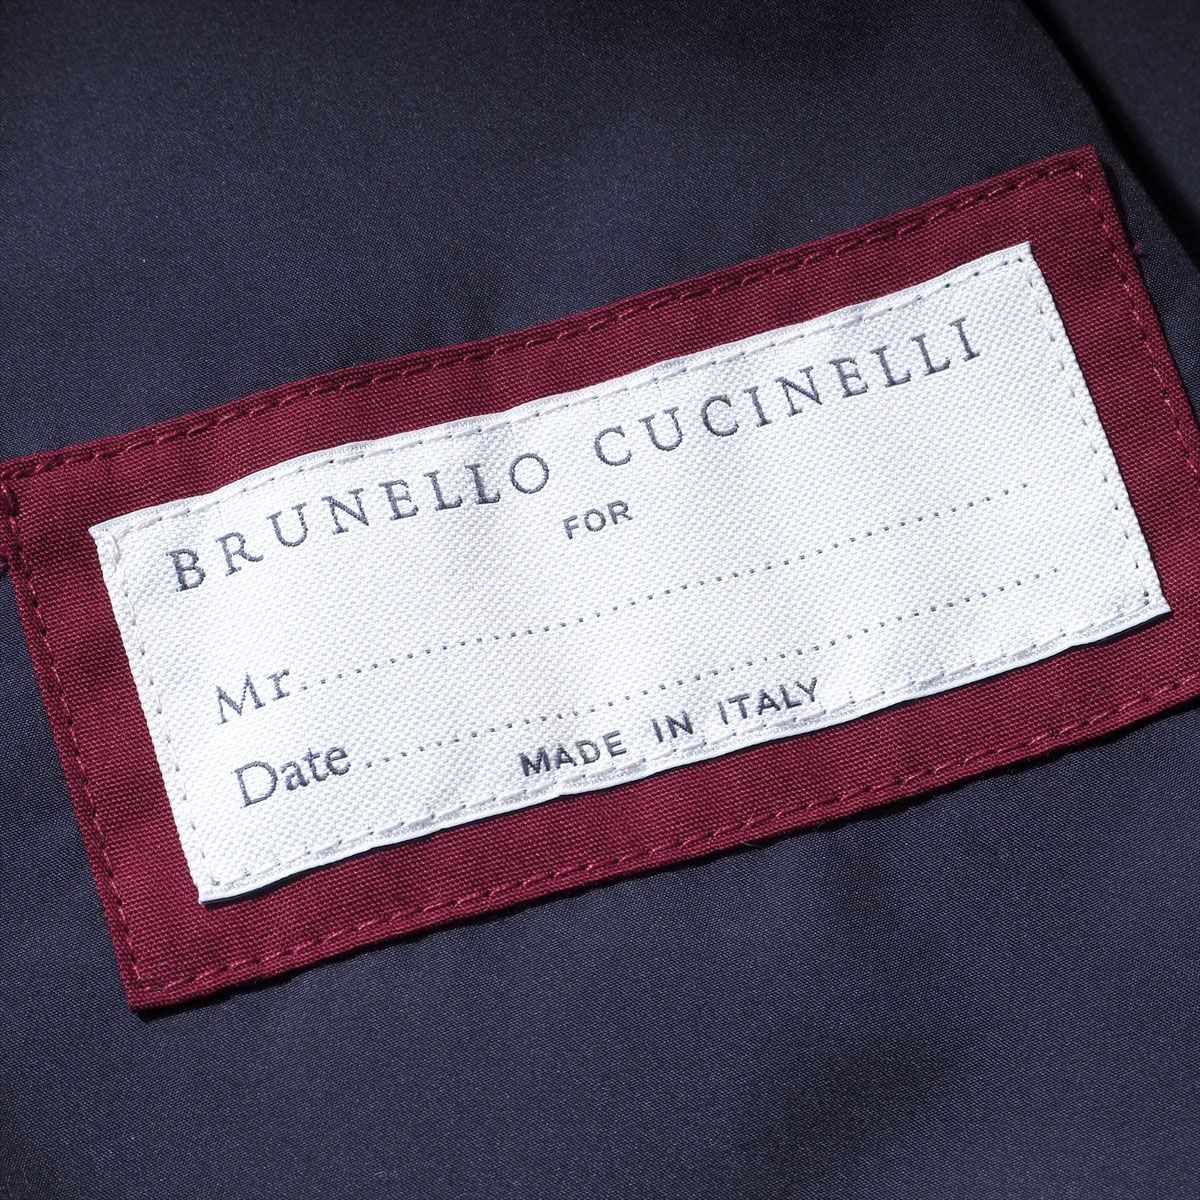 BRUNELLO CUCINELLI
FOR
Mr..........................................................
Date..........................................................
MADE IN ITALY